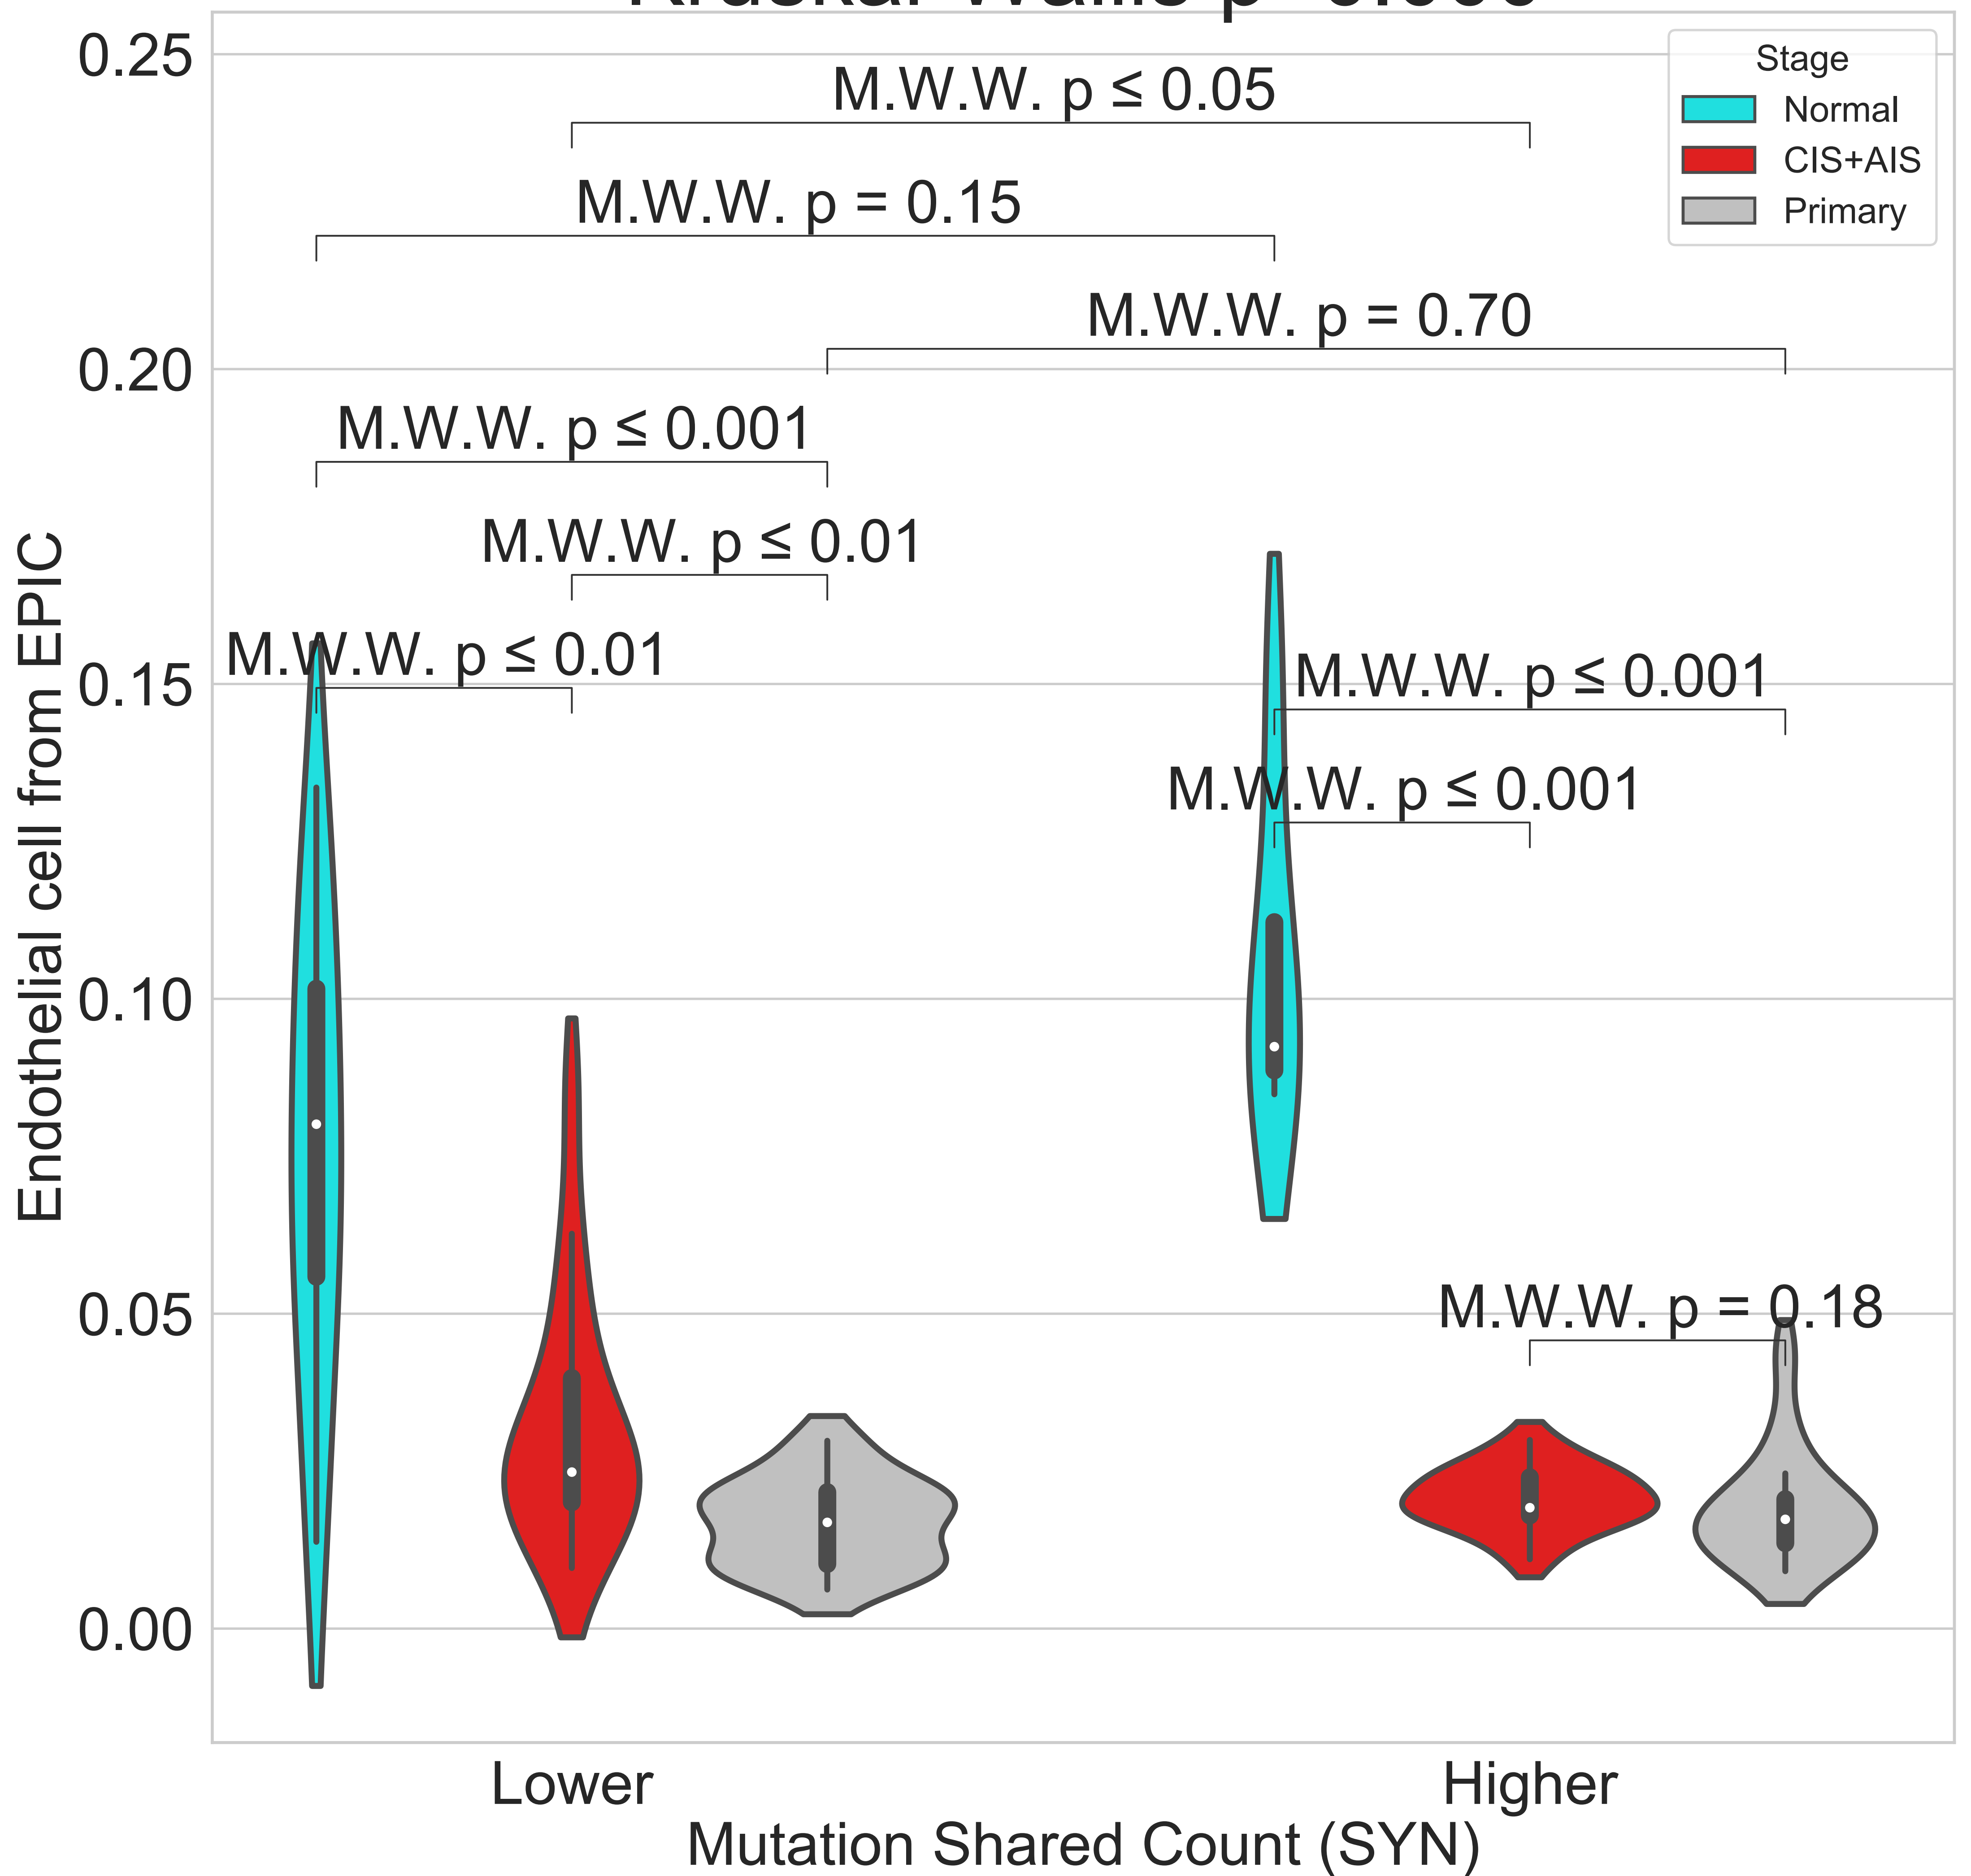 0.25
M.W.W. p ≤ 0.05
Stage
Normal
CIS+AIS
Primary
M.W.W. p = 0.15
M.W.W. p = 0.70
0.20
M.W.W. p ≤ 0.001
M.W.W. p ≤ 0.01
M.W.W. p ≤ 0.01
0.15
M.W.W. p ≤ 0.001
M.W.W. p ≤ 0.001
0.10
M.W.W. p = 0.18
0.05
0.00
Endothelial cell from EPIC
Lower
Higher
Mutation Shared Count (SYN)